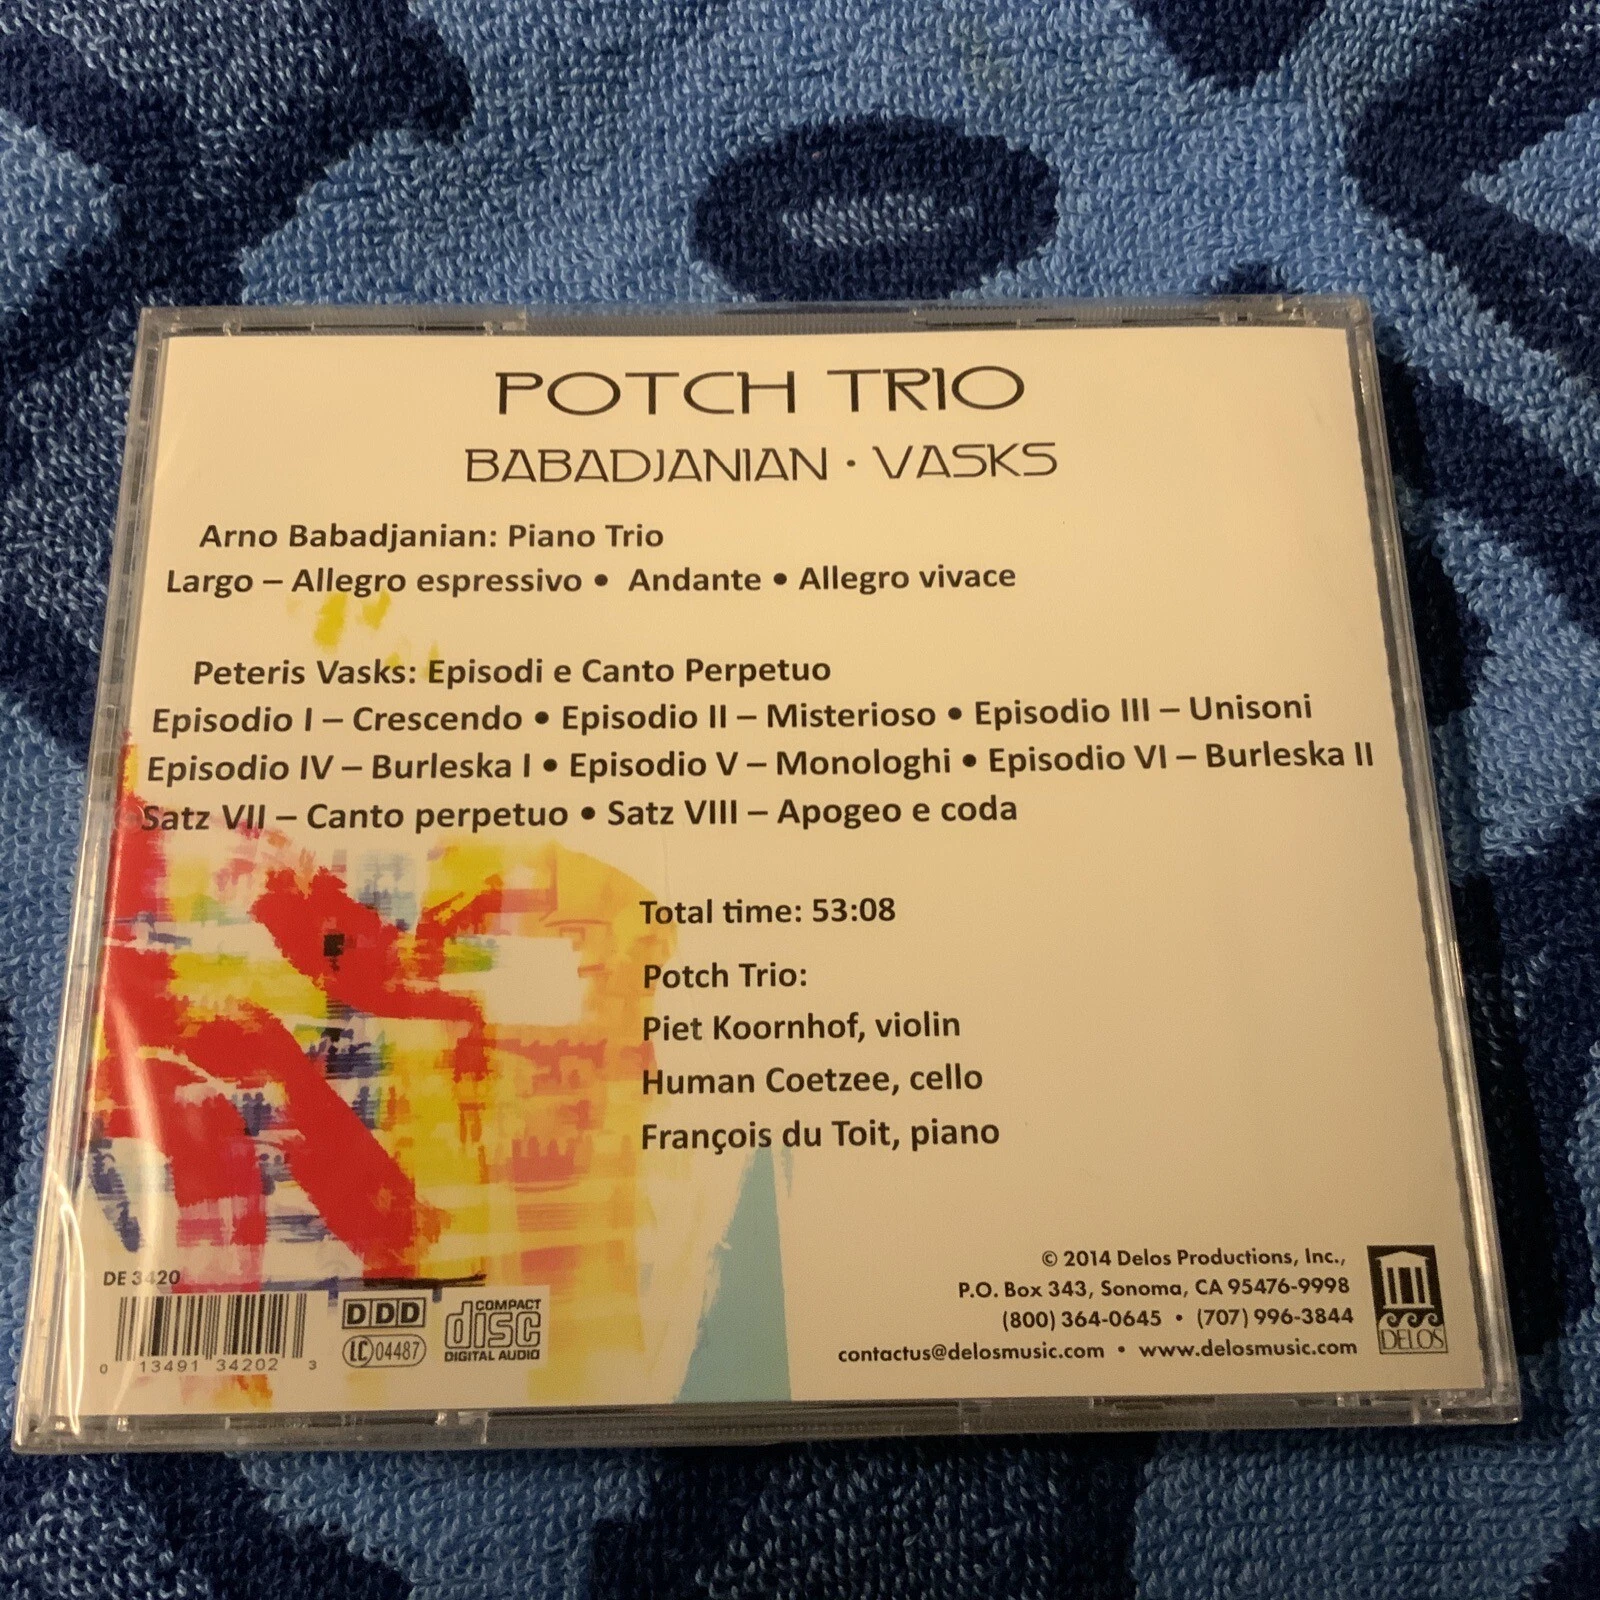 POTCH TRIO
BABADJANIAN · VASKS
Arno Babadjanian: Piano Trio
Largo – Allegro espressivo • Andante • Allegro vivace
Peteris Vasks: Episodi e Canto Perpetuo
Episodio I – Crescendo • Episodio II – Misterioso • Episodio III – Unisoni
Episodio IV – Burleska I • Episodio V – Monologhi • Episodio VI – Burleska II
Satz VII – Canto perpetuo • Satz VIII – Apogeo e coda
Total time: 53:08
Potch Trio:
Piet Koornhof, violin
Human Coetzee, cello
François du Toit, piano
DE 3420
0 13491 34202 3
DDD
LC 04487
COMPACT
disc
DIGITAL AUDIO
© 2014 Delos Productions, Inc.,
P.O. Box 343, Sonoma, CA 95476-9998
(800) 364-0645 • (707) 996-3844
contactus@delosmusic.com • www.delosmusic.com
DELOS